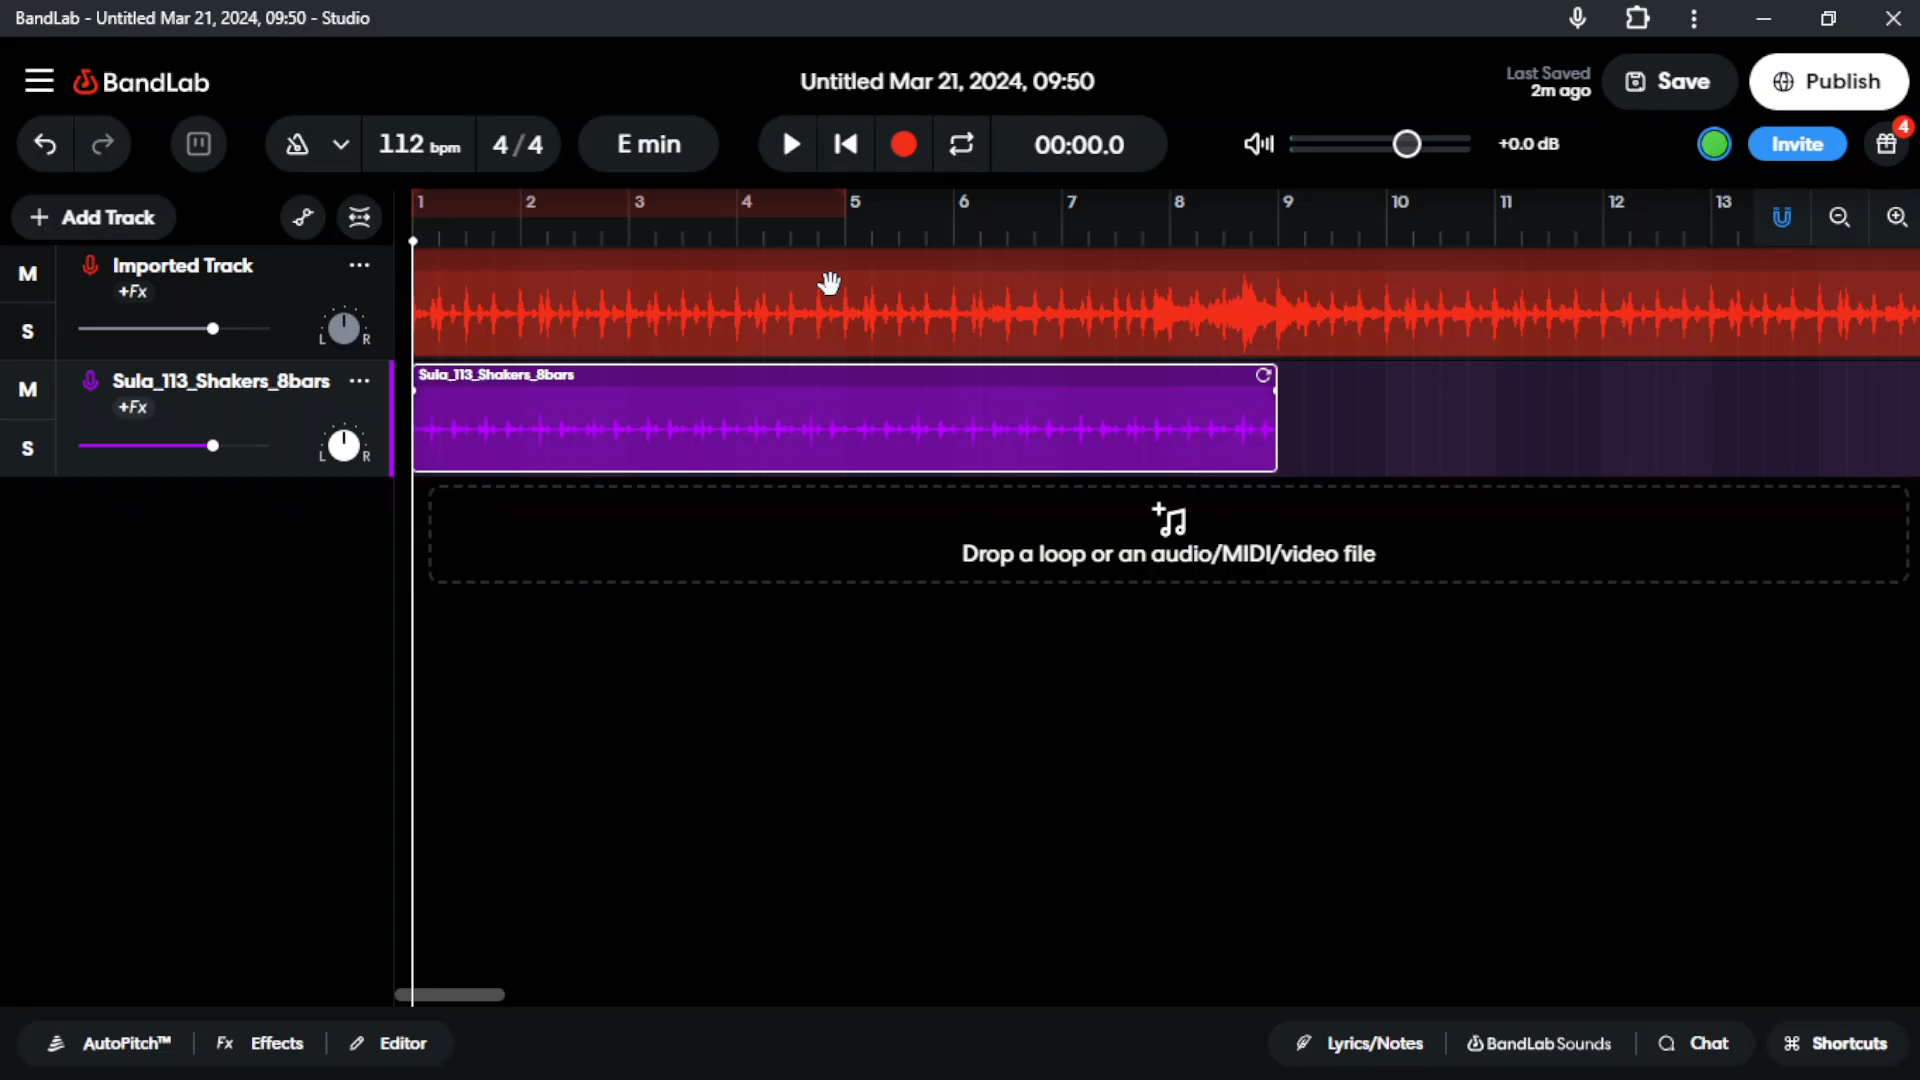 BandLab - Untitled Mar 21, 2024, 09:50 - Studio
BandLab
Untitled Mar 21, 2024, 09:50
Last Saved
2m ago
Save
Publish
112 bpm
4/4
E min
00:00.0
+0.0 dB
Invite
4
Add Track
1 2 3 4 5 6 7 8 9 10 11 12 13
M
Imported Track
+Fx
S
L R
M
Sula_113_Shakers_8bars
+Fx
S
L R
Sula_113_Shakers_8bars
Drop a loop or an audio/MIDI/video file
AutoPitch™
Fx Effects
Editor
Lyrics/Notes
BandLab Sounds
Chat
Shortcuts